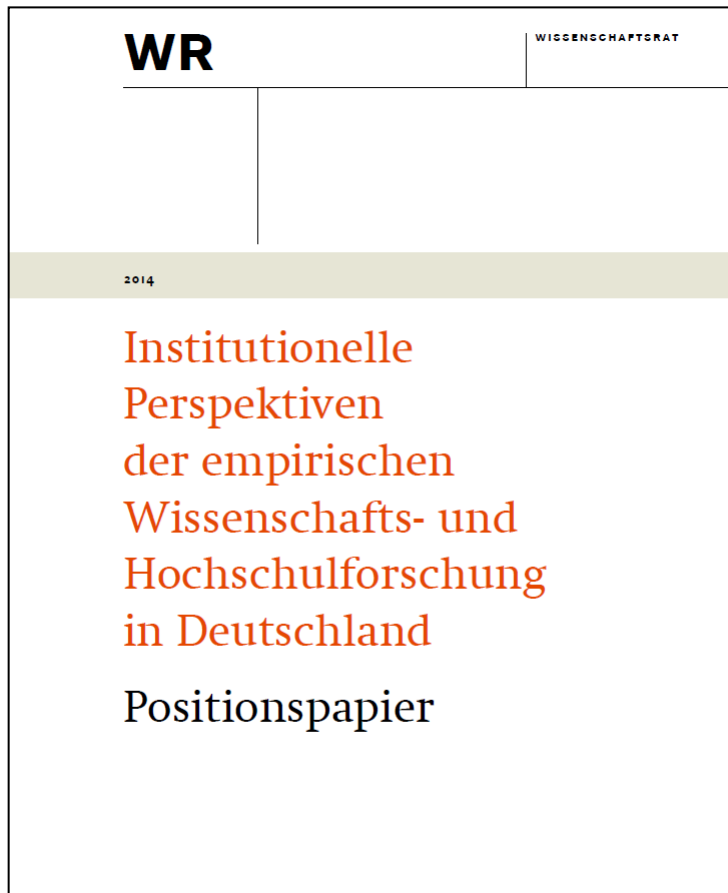 WR
WISSENSCHAFTSRAT
2014
Institutionelle
Perspektiven
der empirischen
Wissenschafts- und
Hochschulforschung
in Deutschland
Positionspapier